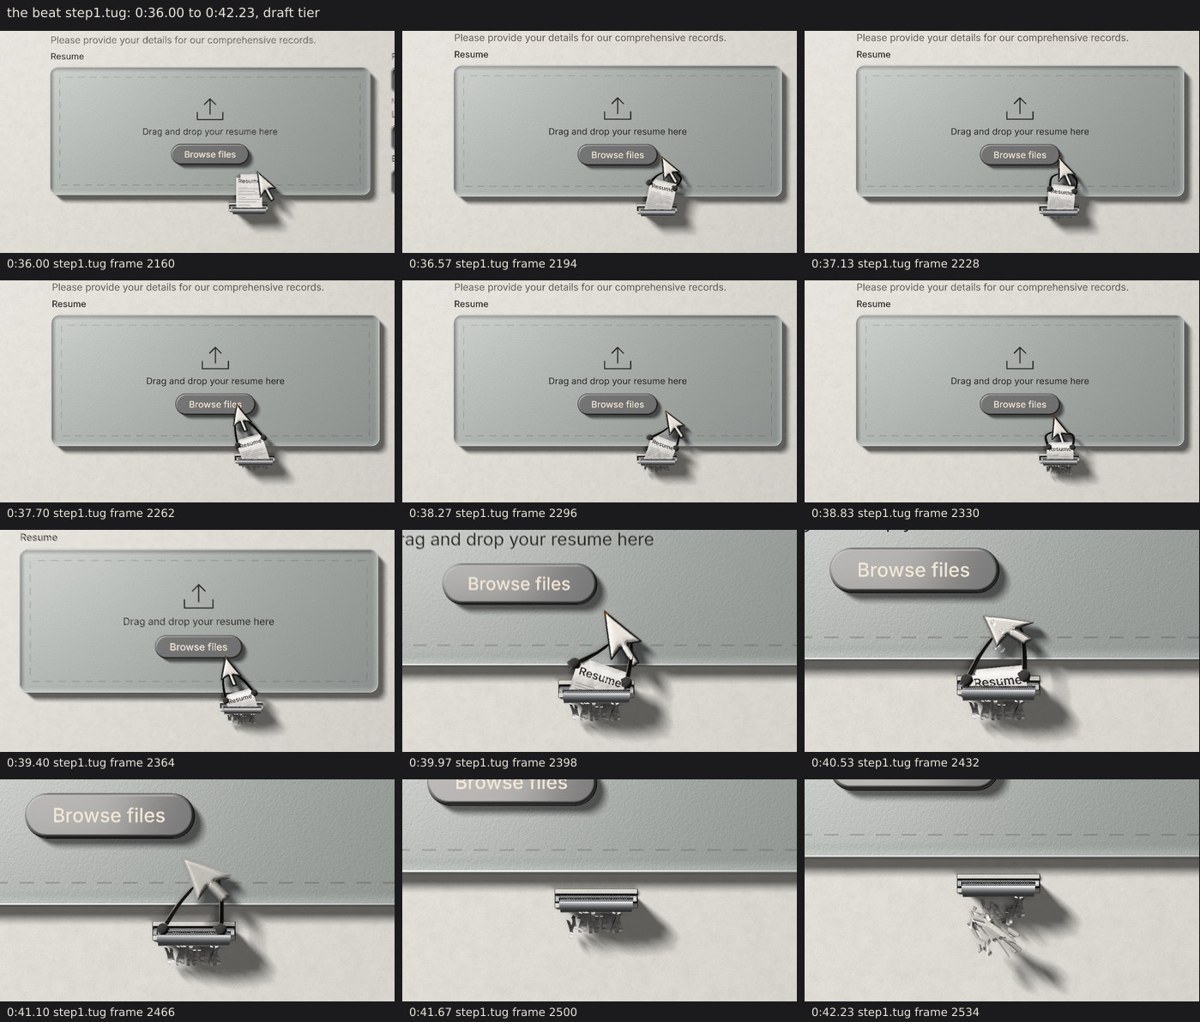 the beat step1.tug: 0:36.00 to 0:42.23, draft tier
Please provide your details for our comprehensive records.
Resume
Drag and drop your resume here
Browse files
Resume
0:36.00 step1.tug frame 2160
Please provide your details for our comprehensive records.
Resume
Drag and drop your resume here
Browse files
Resume
0:36.57 step1.tug frame 2194
Please provide your details for our comprehensive records.
Resume
Drag and drop your resume here
Browse files
Resume
0:37.13 step1.tug frame 2228
Please provide your details for our comprehensive records.
Resume
Drag and drop your resume here
Browse files
Resume
0:37.70 step1.tug frame 2262
Please provide your details for our comprehensive records.
Resume
Drag and drop your resume here
Browse files
Resume
0:38.27 step1.tug frame 2296
Please provide your details for our comprehensive records.
Resume
Drag and drop your resume here
Browse files
Resume
0:38.83 step1.tug frame 2330
Resume
Drag and drop your resume here
Browse files
Resume
0:39.40 step1.tug frame 2364
rag and drop your resume here
Browse files
Resume
0:39.97 step1.tug frame 2398
Browse files
Resume
0:40.53 step1.tug frame 2432
Browse files
0:41.10 step1.tug frame 2466
Browse files
0:41.67 step1.tug frame 2500
0:42.23 step1.tug frame 2534